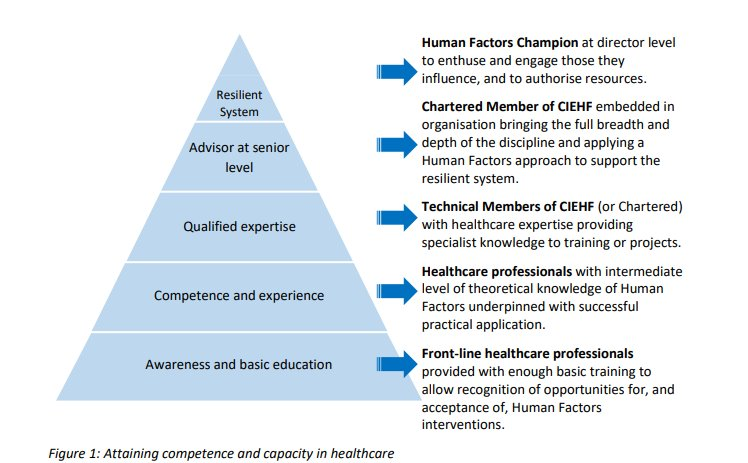 Resilient
System
Human Factors Champion at director level
to enthuse and engage those they
influence, and to authorise resources.
Advisor at senior
level
Chartered Member of CIEHF embedded in
organisation bringing the full breadth and
depth of the discipline and applying a
Human Factors approach to support the
resilient system.
Qualified expertise
Technical Members of CIEHF (or Chartered)
with healthcare expertise providing
specialist knowledge to training or projects.
Competence and experience
Healthcare professionals with intermediate
level of theoretical knowledge of Human
Factors underpinned with successful
practical application.
Awareness and basic education
Front-line healthcare professionals
provided with enough basic training to
allow recognition of opportunities for, and
acceptance of, Human Factors
interventions.
Figure 1: Attaining competence and capacity in healthcare